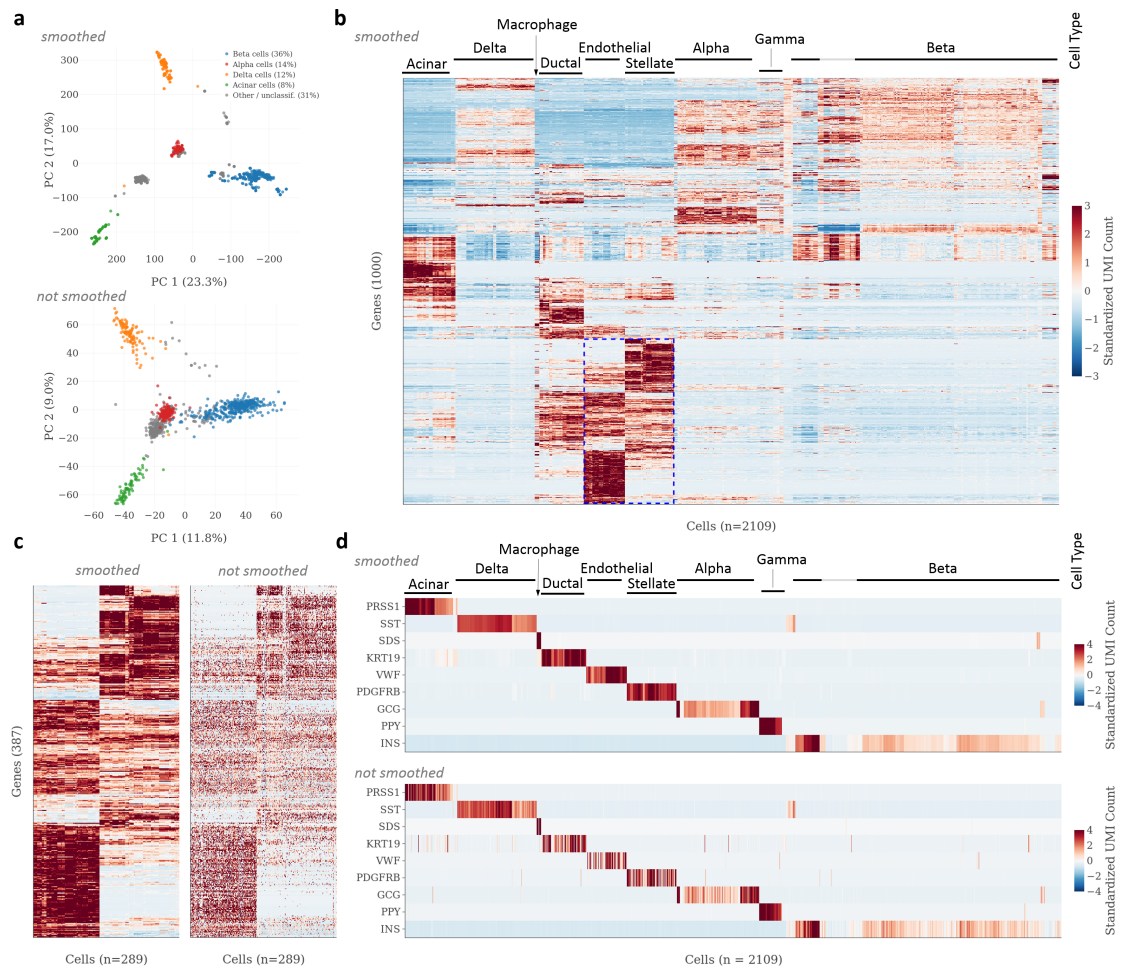 a
smoothed
Beta cells (36%)
Alpha cells (14%)
Delta cells (12%)
Acinar cells (8%)
Other / unclassif. (31%)
300
200
100
0
−100
−200
PC 2 (17.0%)
200 100 0 −100 −200
PC 1 (23.3%)
not smoothed
60
40
20
0
−20
−40
−60
PC 2 (9.0%)
−60 −40 −20 0 20 40 60
PC 1 (11.8%)
b
smoothed
Macrophage
Delta Endothelial Alpha Gamma Beta
Acinar Ductal Stellate
Cell Type
Genes (1000)
Cells (n=2109)
3
2
1
0
−1
−2
−3
Standardized UMI Count
c
smoothed not smoothed
Genes (387)
Cells (n=289) Cells (n=289)
d
smoothed
Macrophage
Delta Endothelial Alpha Gamma Beta
Acinar Ductal Stellate
Cell Type
PRSS1
SST
SDS
KRT19
VWF
PDGFRB
GCG
PPY
INS
4
2
0
−2
−4
Standardized UMI Count
not smoothed
PRSS1
SST
SDS
KRT19
VWF
PDGFRB
GCG
PPY
INS
4
2
0
−2
−4
Standardized UMI Count
Cells (n = 2109)